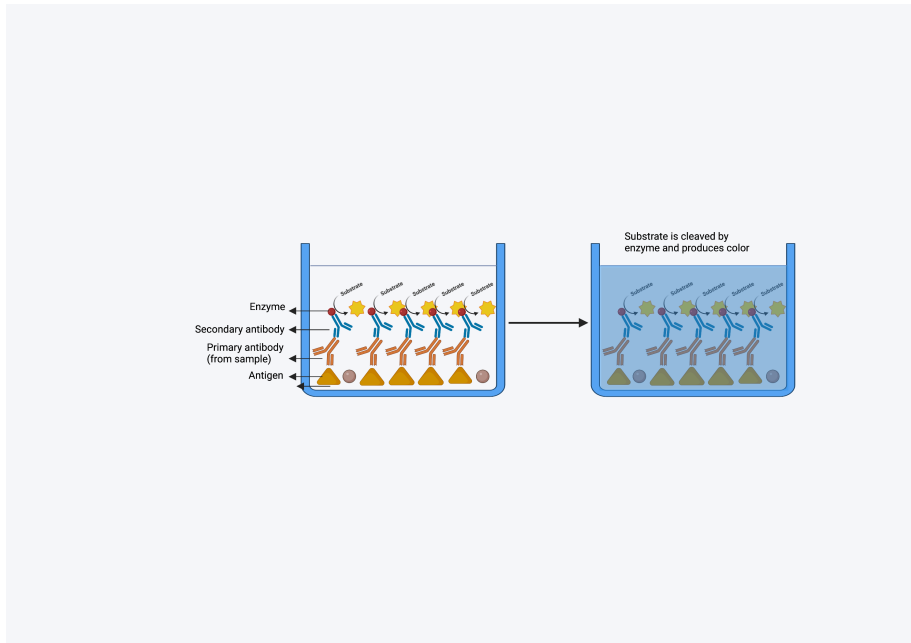 Substrate is cleaved by
enzyme and produces color
Substrate
Substrate
Substrate
Substrate
Substrate
Substrate
Substrate
Substrate
Substrate
Substrate
Enzyme
Secondary antibody
Primary antibody
(from sample)
Antigen